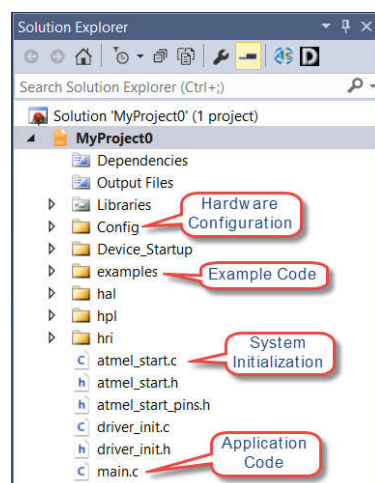 Solution Explorer
Search Solution Explorer (Ctrl+;)
Solution 'MyProject0' (1 project)
MyProject0
Dependencies
Output Files
Libraries
Hardware
Configuration
Config
Device_Startup
examples
Example Code
hal
hpl
hri
System
Initialization
atmel_start.c
atmel_start.h
atmel_start_pins.h
driver_init.c
driver_init.h
Application
Code
main.c